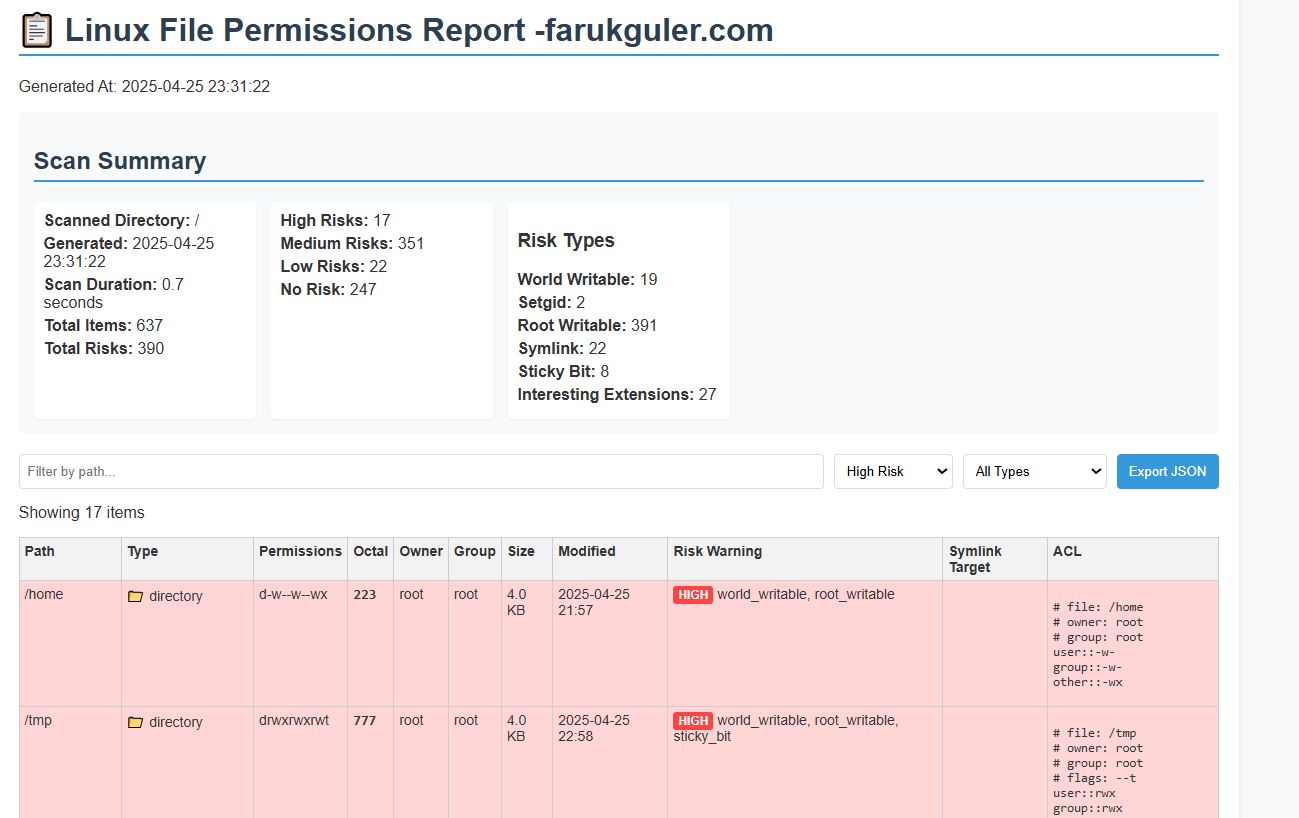 Linux File Permissions Report -farukguler.com
Generated At: 2025-04-25 23:31:22
Scan Summary
Scanned Directory: /
Generated: 2025-04-25
23:31:22
Scan Duration: 0.7
seconds
Total Items: 637
Total Risks: 390
High Risks: 17
Medium Risks: 351
Low Risks: 22
No Risk: 247
Risk Types
World Writable: 19
Setgid: 2
Root Writable: 391
Symlink: 22
Sticky Bit: 8
Interesting Extensions: 27
Filter by path...
High Risk
All Types
Export JSON
Showing 17 items
Path Type Permissions Octal Owner Group Size Modified Risk Warning Symlink Target ACL
/home directory d-w--w--wx 223 root root 4.0 KB 2025-04-25 21:57 HIGH world_writable, root_writable
# file: /home
# owner: root
# group: root
user::-w-
group::-w-
other::-wx
/tmp directory drwxrwxrwt 777 root root 4.0 KB 2025-04-25 22:58 HIGH world_writable, root_writable, sticky_bit
# file: /tmp
# owner: root
# group: root
# flags: --t
user::rwx
group::rwx